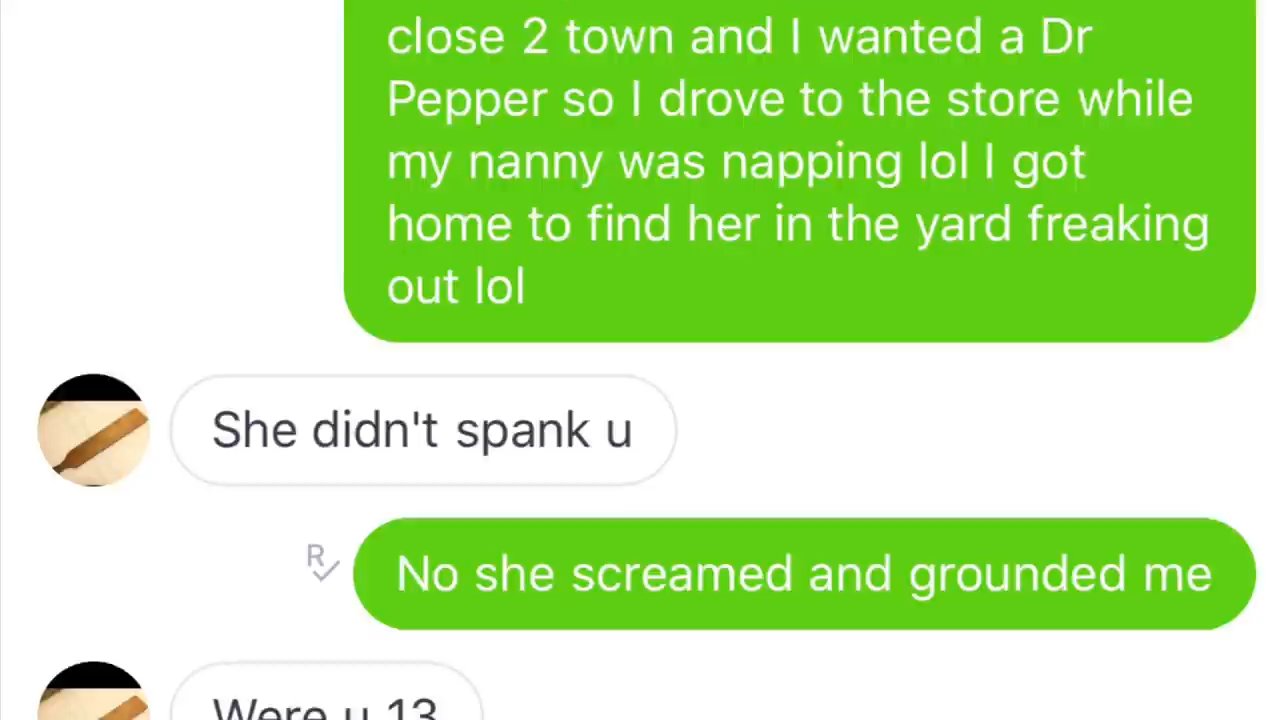 close 2 town and I wanted a Dr
Pepper so I drove to the store while
my nanny was napping lol I got
home to find her in the yard freaking
out lol
She didn't spank u
R
No she screamed and grounded me
Were u 13